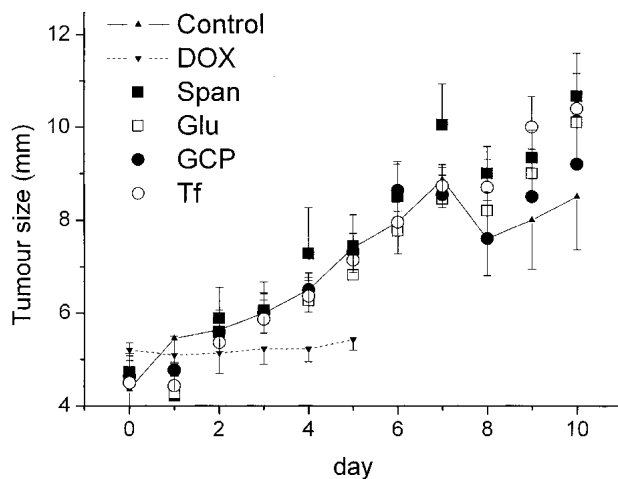 Control
DOX
Span
Glu
GCP
Tf
12
10
8
6
4
Tumour size (mm)
0 2 4 6 8 10
day